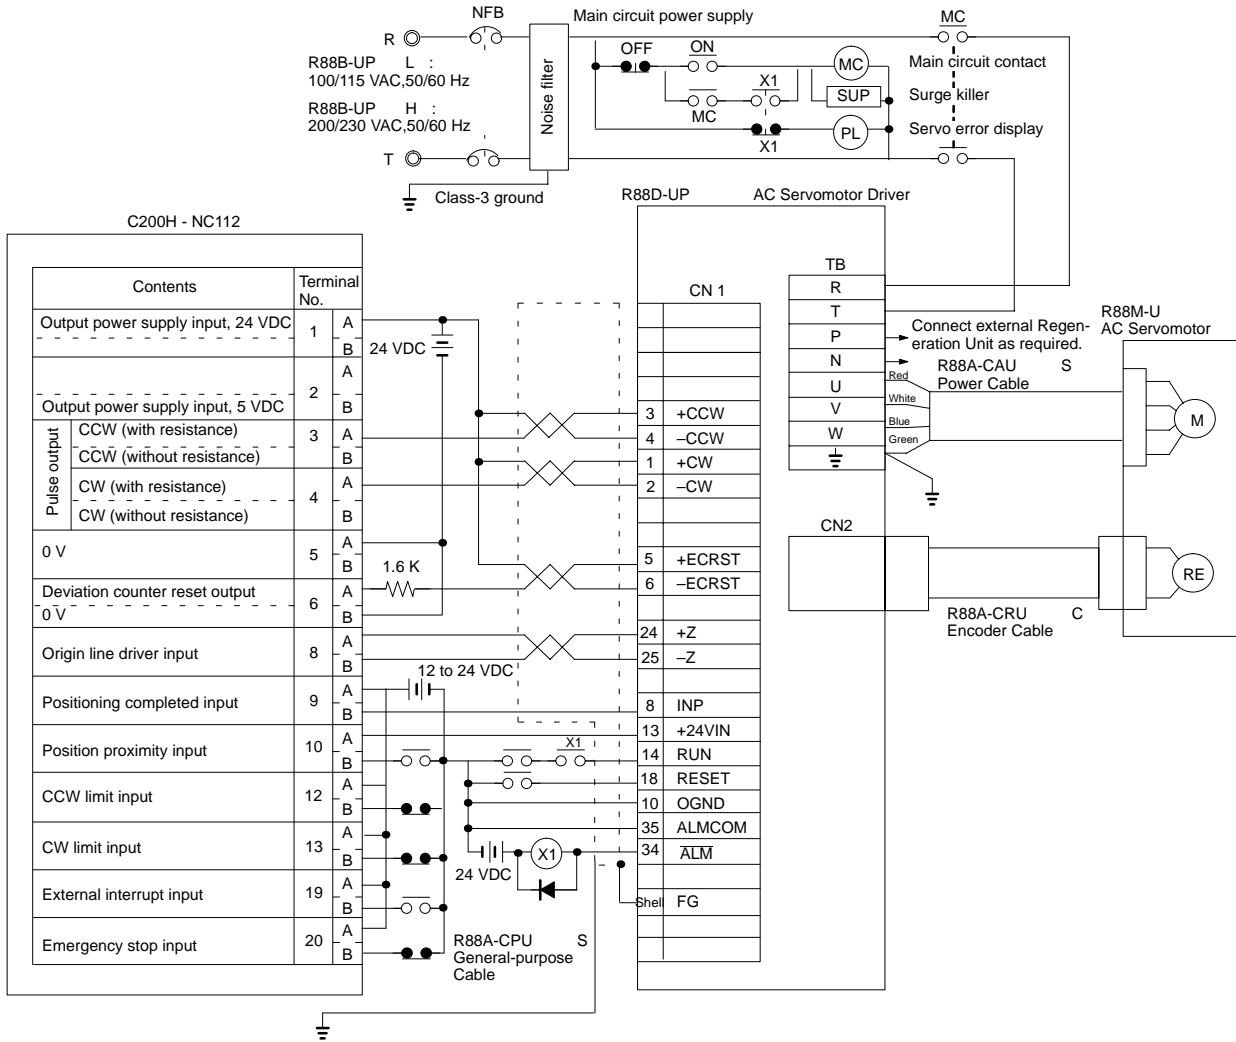 NFB
Main circuit power supply
MC
R
OFF
ON
R88B-UP L :
100/115 VAC,50/60 Hz
MC
Main circuit contact
Noise filter
X1
SUP
Surge killer
R88B-UP H :
200/230 VAC,50/60 Hz
MC
PL
Servo error display
X1
T
Class-3 ground
R88D-UP
AC Servomotor Driver
C200H - NC112
TB
Contents
Terminal
No.
CN 1
R
T
P
N
U
V
W
Connect external Regen-
eration Unit as required.
R88M-U
AC Servomotor
R88A-CAU S
Power Cable
Red
White
Blue
Green
M
Output power supply input, 24 VDC
1
A
B
24 VDC
2
A
Output power supply input, 5 VDC
B
Pulse output
CCW (with resistance)
3
A
CCW (without resistance)
B
CW (with resistance)
4
A
CW (without resistance)
B
0 V
5
A
B
1.6 K
Deviation counter reset output
6
A
0 V
B
Origin line driver input
8
A
B
12 to 24 VDC
Positioning completed input
9
A
B
Position proximity input
10
A
B
X1
CCW limit input
12
A
B
CW limit input
13
A
B
X1
24 VDC
External interrupt input
19
A
B
Emergency stop input
20
A
B
R88A-CPU S
General-purpose
Cable
3 +CCW
4 –CCW
1 +CW
2 –CW
5 +ECRST
6 –ECRST
24 +Z
25 –Z
8 INP
13 +24VIN
14 RUN
18 RESET
10 OGND
35 ALMCOM
34 ALM
Shell FG
CN2
RE
R88A-CRU C
Encoder Cable